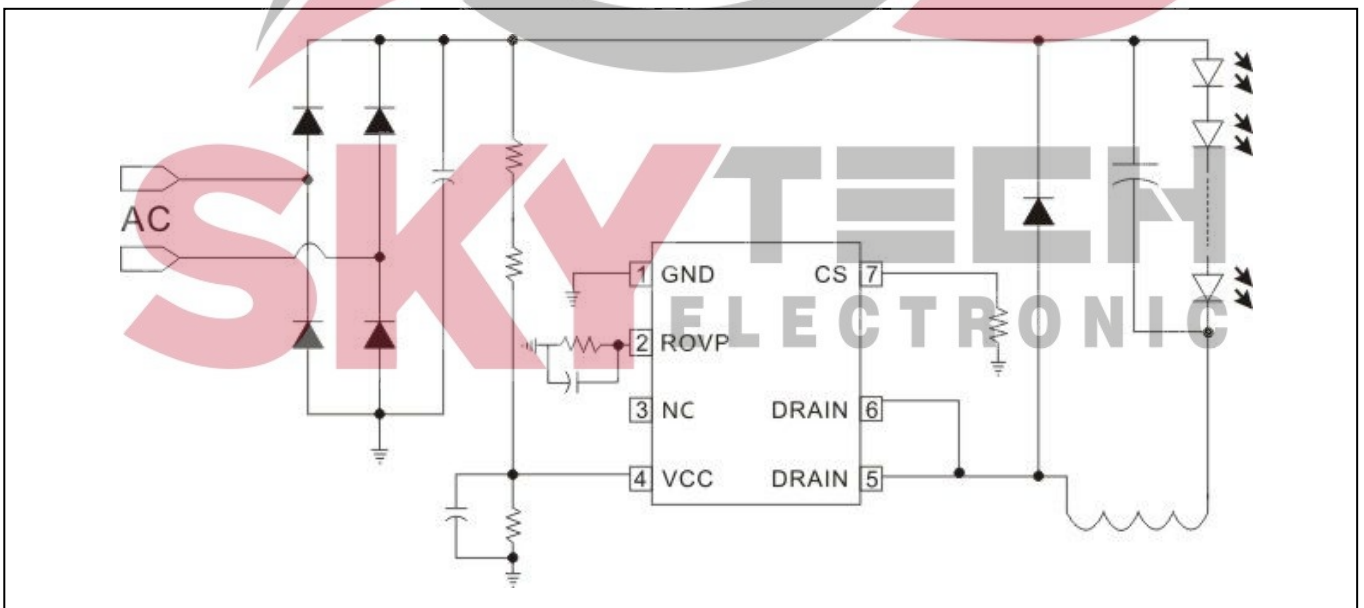 AC
SKYTECH
ELECTRONIC
1 GND
CS 7
2 ROVP
3 NC
DRAIN 6
4 VCC
DRAIN 5